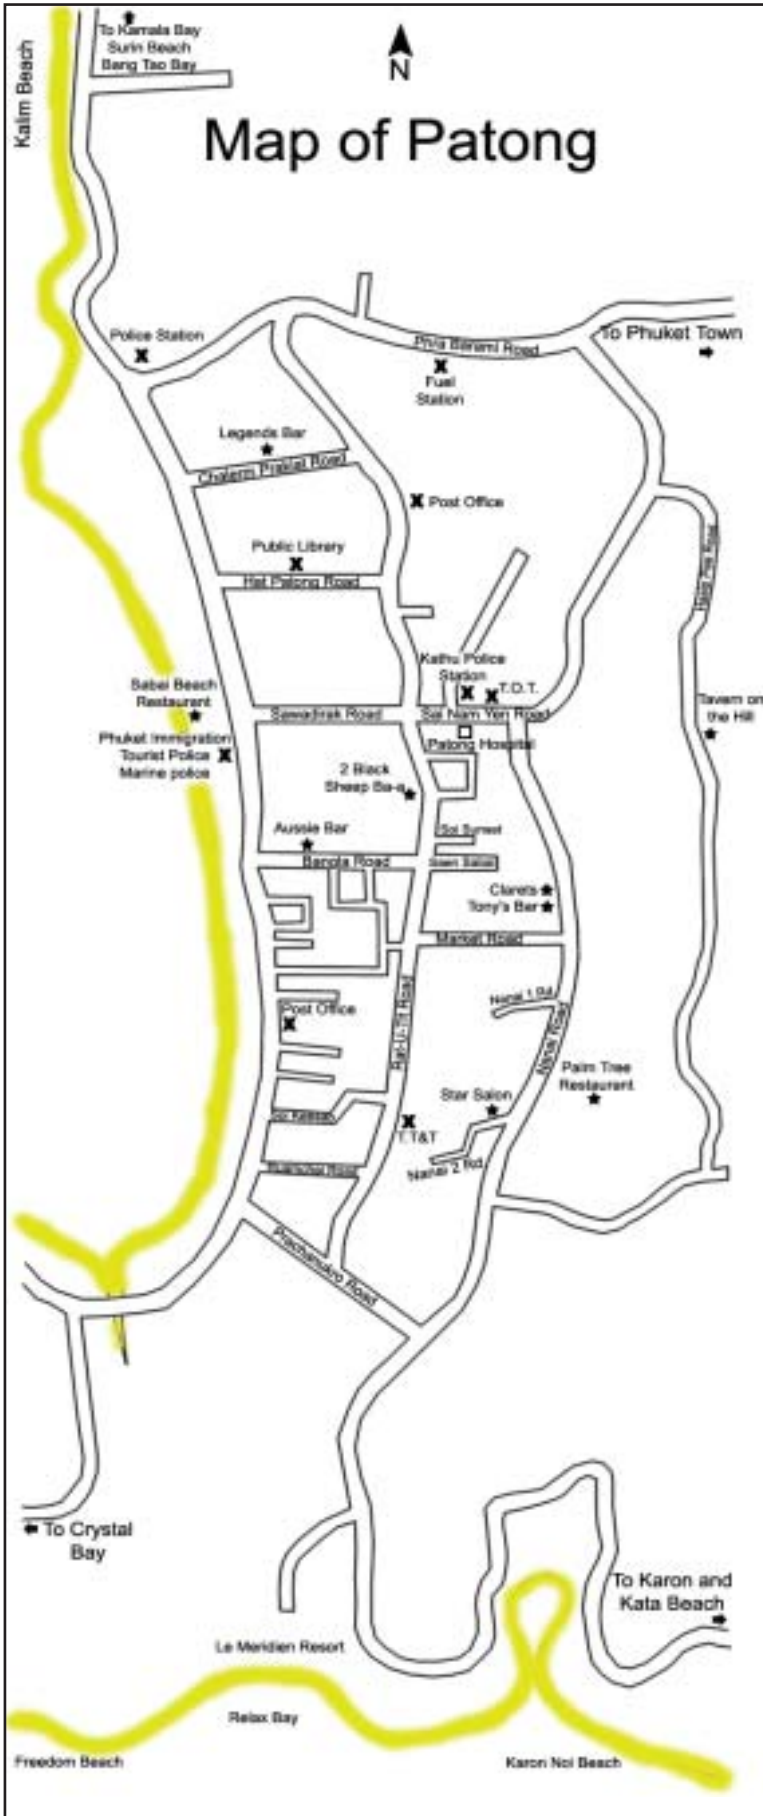 To Kamala Bay
Surin Beach
Bang Tao Bay
Kalim Beach
N
Map of Patong
Police Station
Phra Barami Road
To Phuket Town
Fuel
Station
Legends Bar
Chalerm Prakiat Road
Post Office
Public Library
Hat Patong Road
Kathu Police
Station
T.O.T.
Sabai Beach
Restaurant
Sawadirak Road
Sai Nam Yen Road
Tavern on
the Hill
Phuket Immigration
Tourist Police
Marine police
Patong Hospital
2 Black
Sheep Ba-a
Aussie Bar
Soi Sunset
Bangla Road
Saen Sabai
Clarets
Tony's Bar
Market Road
Nanai 1 Rd.
Post Office
Rat-U-Tit Road
Nanai Road
Palm Tree
Restaurant
Star Salon
T.T&T
Nanai 2 Rd.
Road
Prachanukro Road
To Crystal
Bay
To Karon and
Kata Beach
Le Meridien Resort
Relax Bay
Freedom Beach
Karon Noi Beach